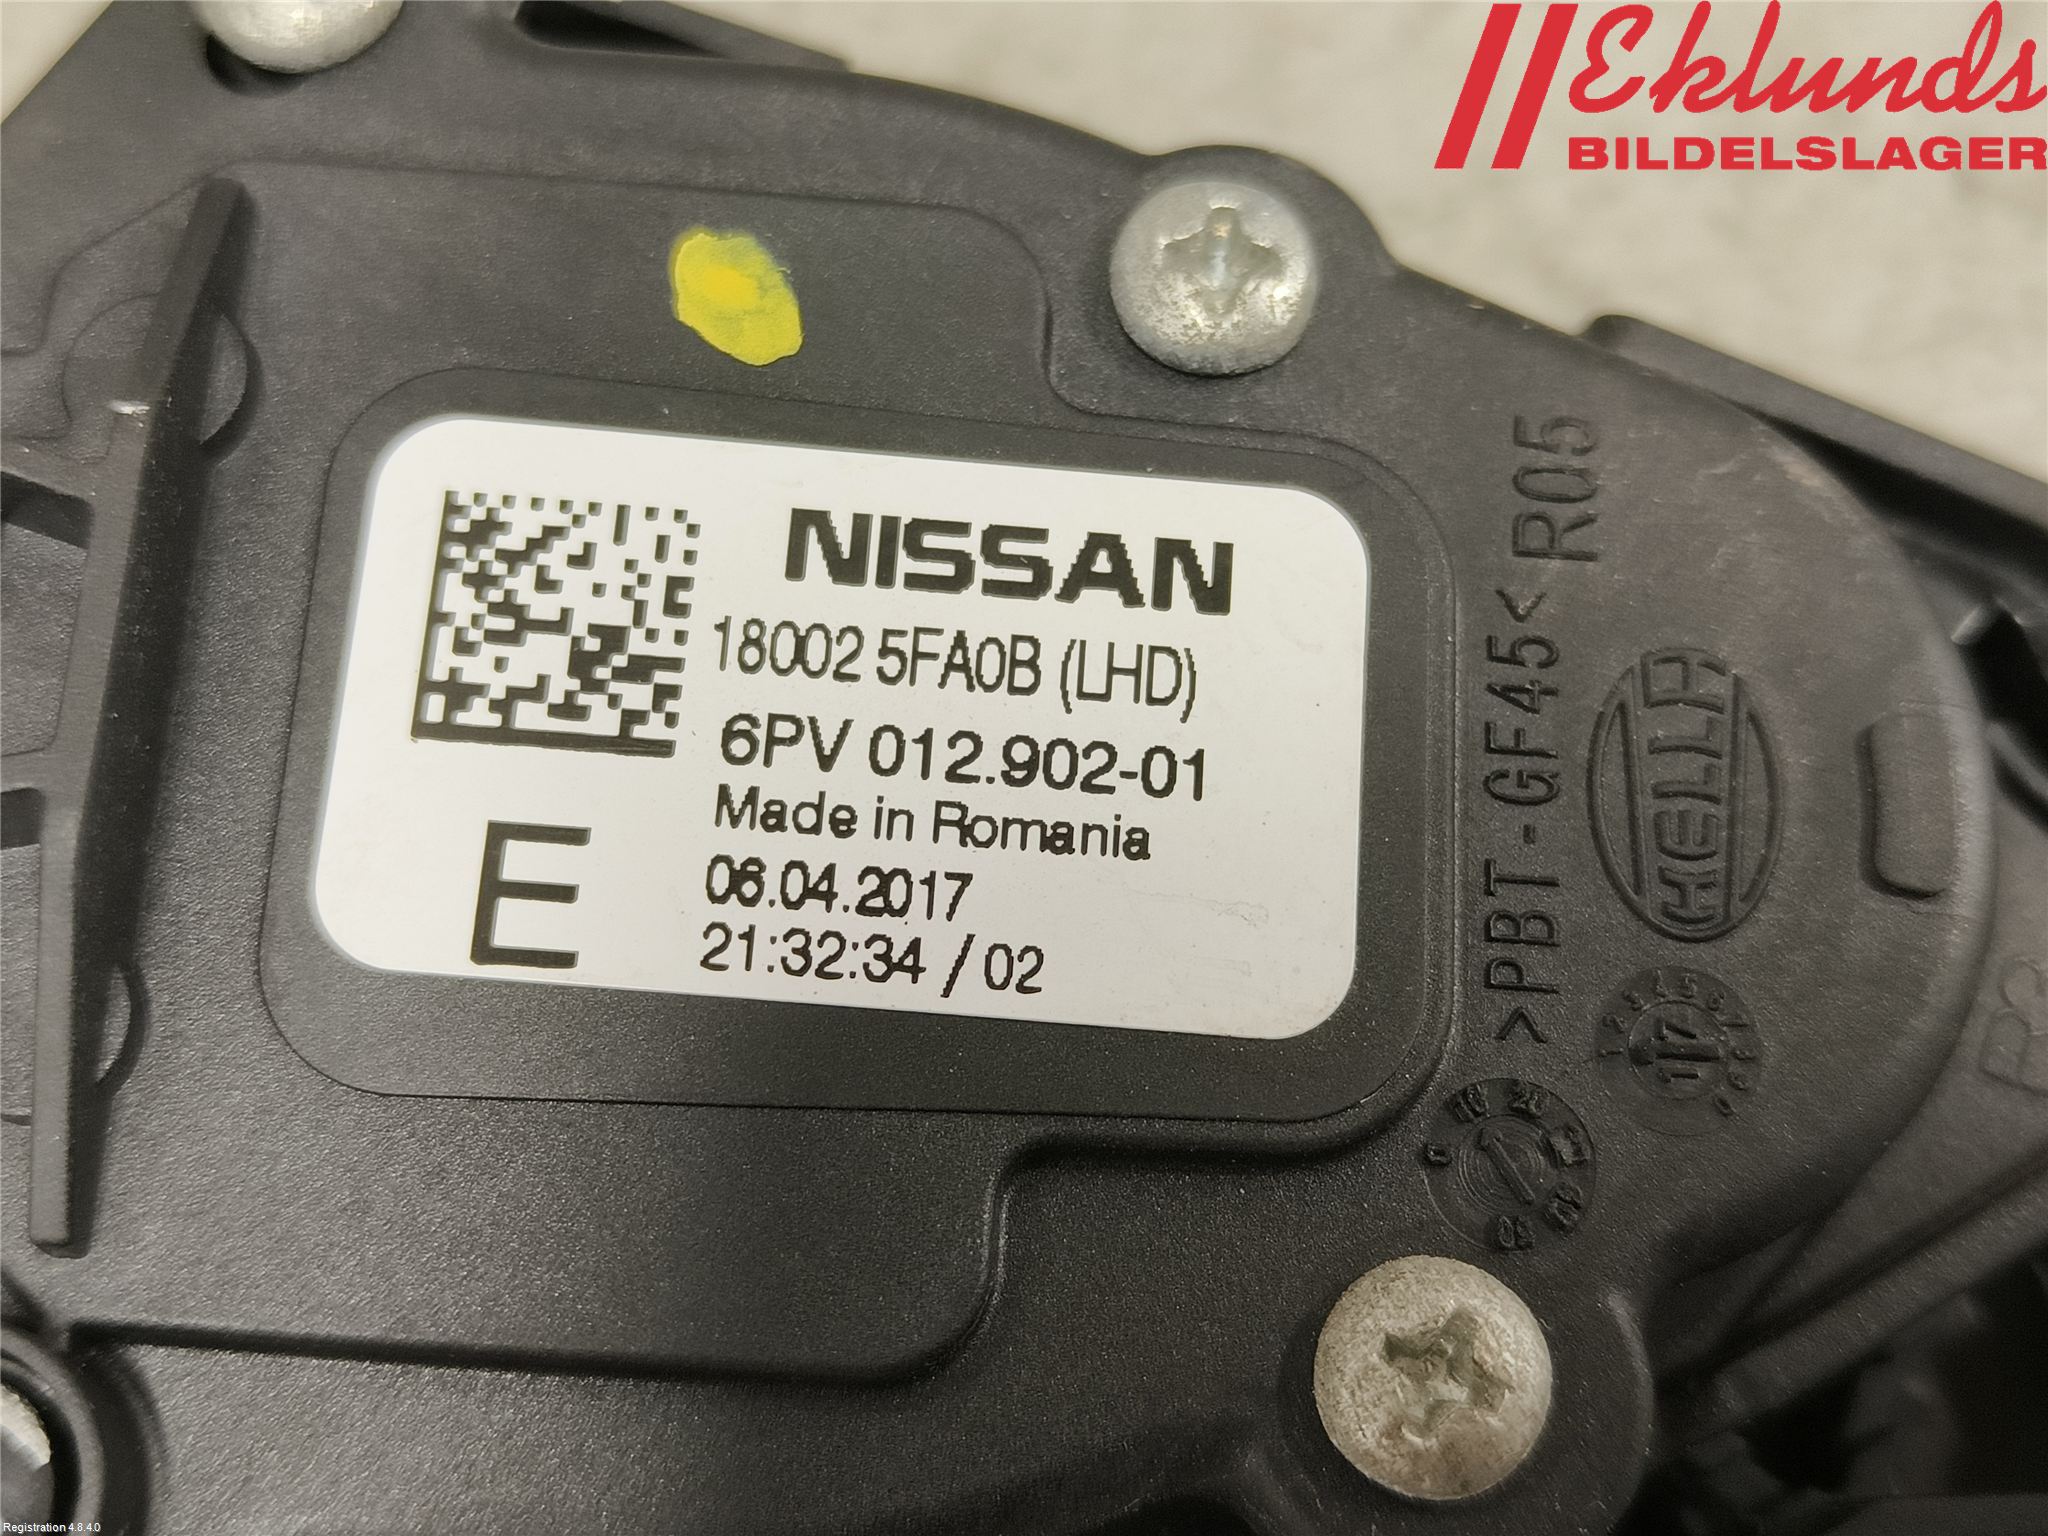 Eklunds
BILDELSLAGER
NISSAN
18002 5FA0B (LHD)
6PV 012.902-01
Made in Romania
06.04.2017
21:32:34 / 02
E
>PBT-GF45< R05
HELLA
17
Registration 4.8.4.0